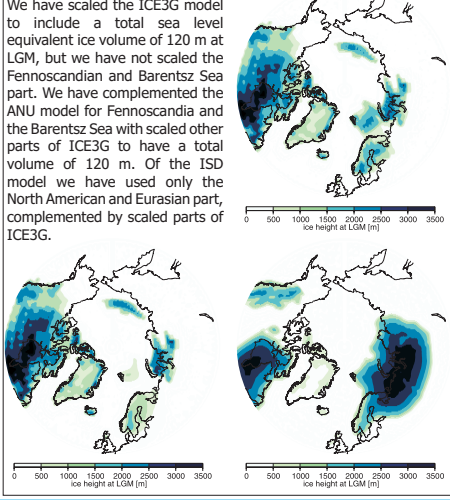 We have scaled the ICE3G model
to include a total sea level
equivalent ice volume of 120 m at
LGM, but we have not scaled the
Fennoscandian and Barentsz Sea
part. We have complemented the
ANU model for Fennoscandia and
the Barentsz Sea with scaled other
parts of ICE3G to have a total
volume of 120 m. Of the ISD
model we have used only the
North American and Eurasian part,
complemented by scaled parts of
ICE3G.
0 500 1000 1500 2000 2500 3000 3500
ice height at LGM [m]
0 500 1000 1500 2000 2500 3000 3500
ice height at LGM [m]
0 500 1000 1500 2000 2500 3000 3500
ice height at LGM [m]